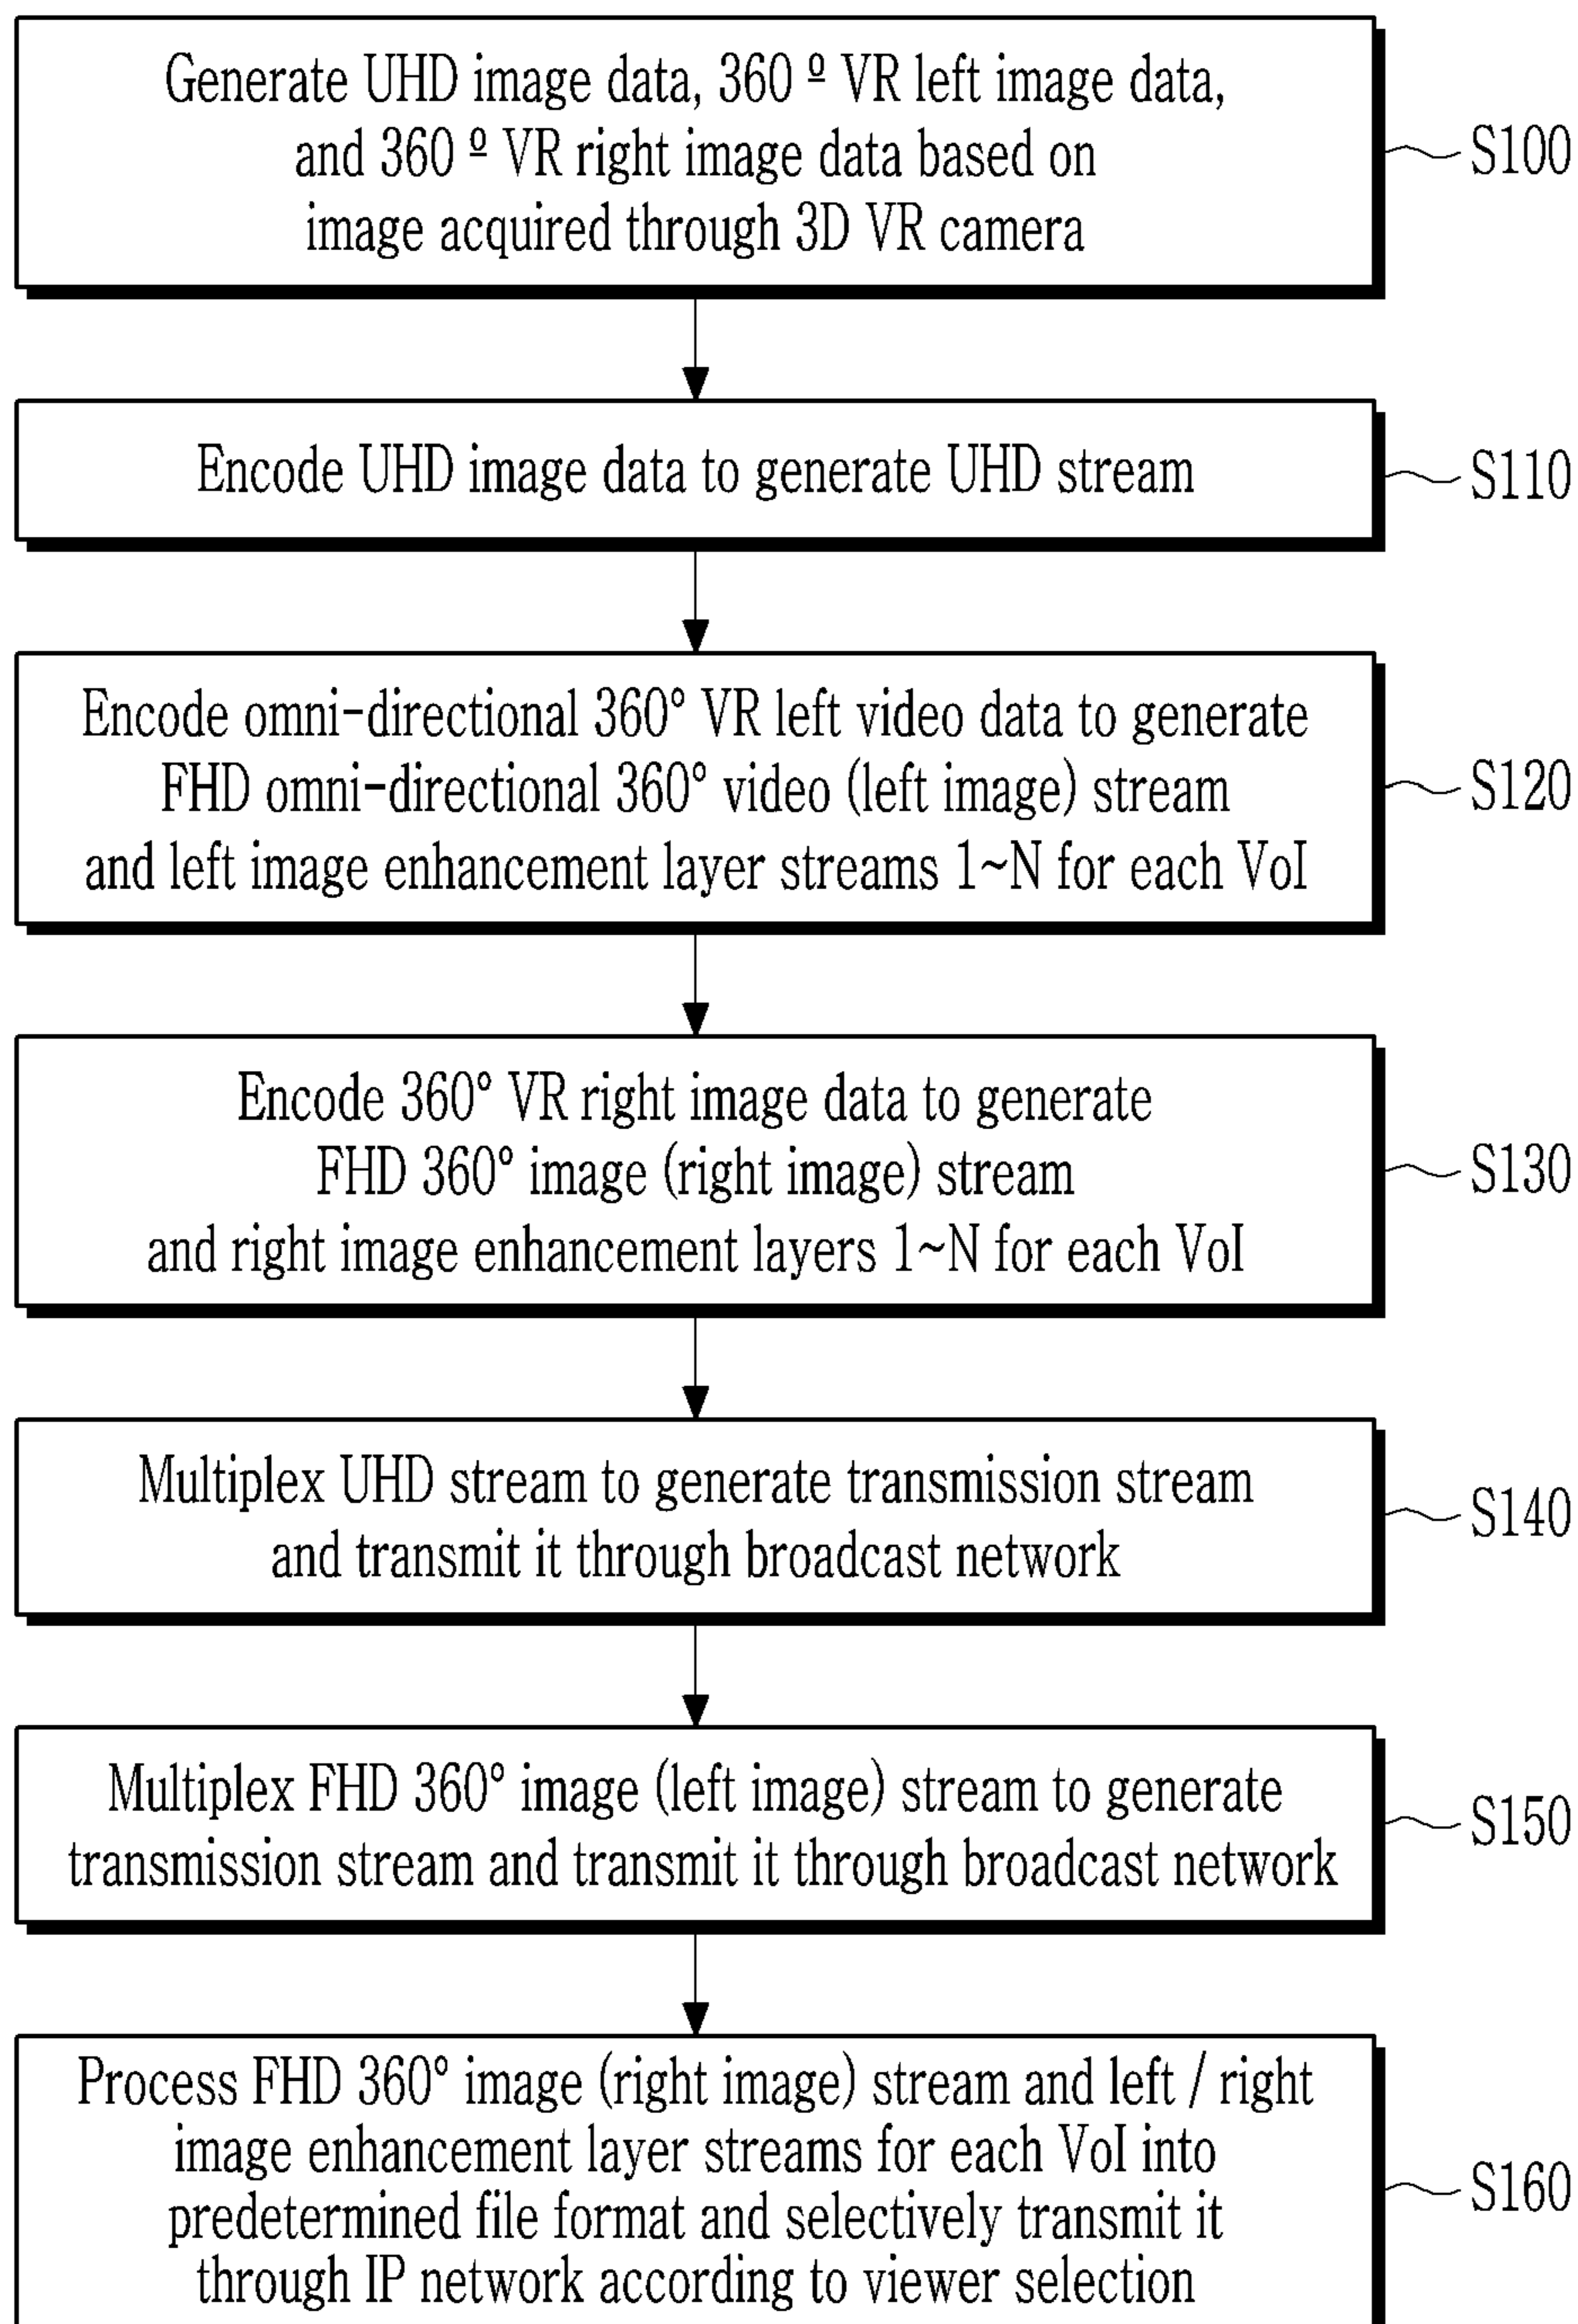 Generate UHD image data, 360 º VR left image data,
and 360 º VR right image data based on
image acquired through 3D VR camera
S100
Encode UHD image data to generate UHD stream
S110
Encode omni-directional 360° VR left video data to generate
FHD omni-directional 360° video (left image) stream
and left image enhancement layer streams 1~N for each VoI
S120
Encode 360° VR right image data to generate
FHD 360° image (right image) stream
and right image enhancement layers 1~N for each VoI
S130
Multiplex UHD stream to generate transmission stream
and transmit it through broadcast network
S140
Multiplex FHD 360° image (left image) stream to generate
transmission stream and transmit it through broadcast network
S150
Process FHD 360° image (right image) stream and left / right
image enhancement layer streams for each VoI into
predetermined file format and selectively transmit it
through IP network according to viewer selection
S160